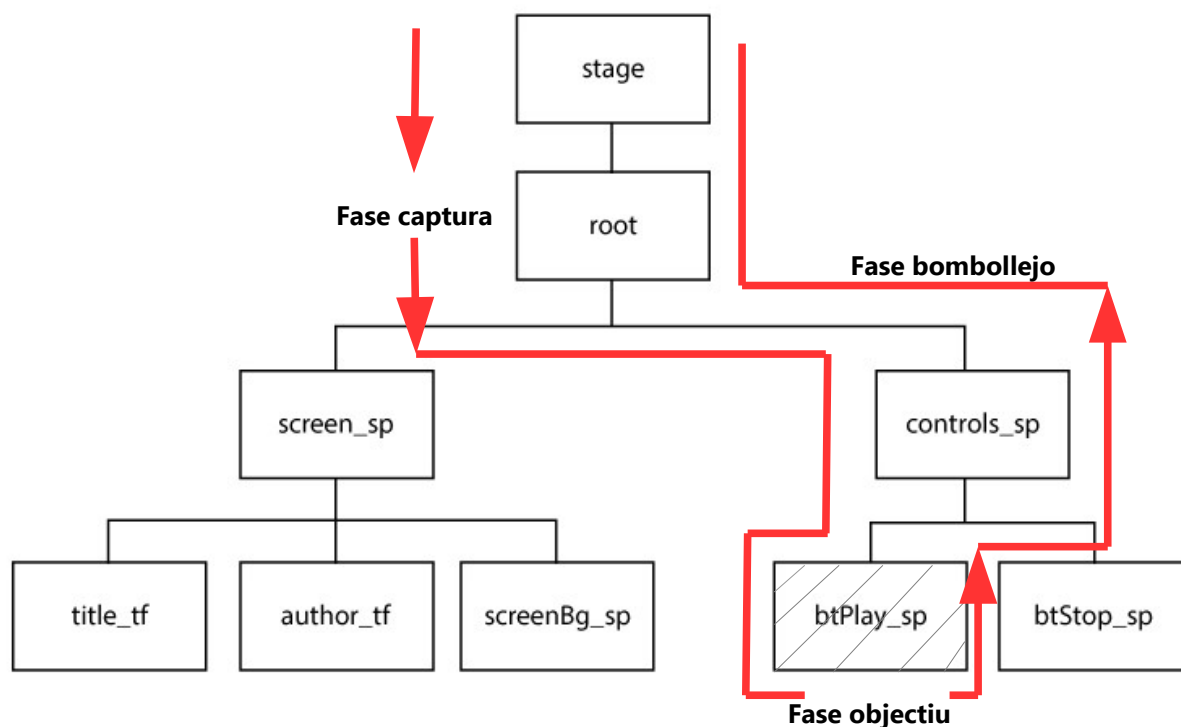 stage
Fase captura
root
Fase bombollejo
screen_sp
controls_sp
title_tf
author_tf
screenBg_sp
btPlay_sp
btStop_sp
Fase objectiu